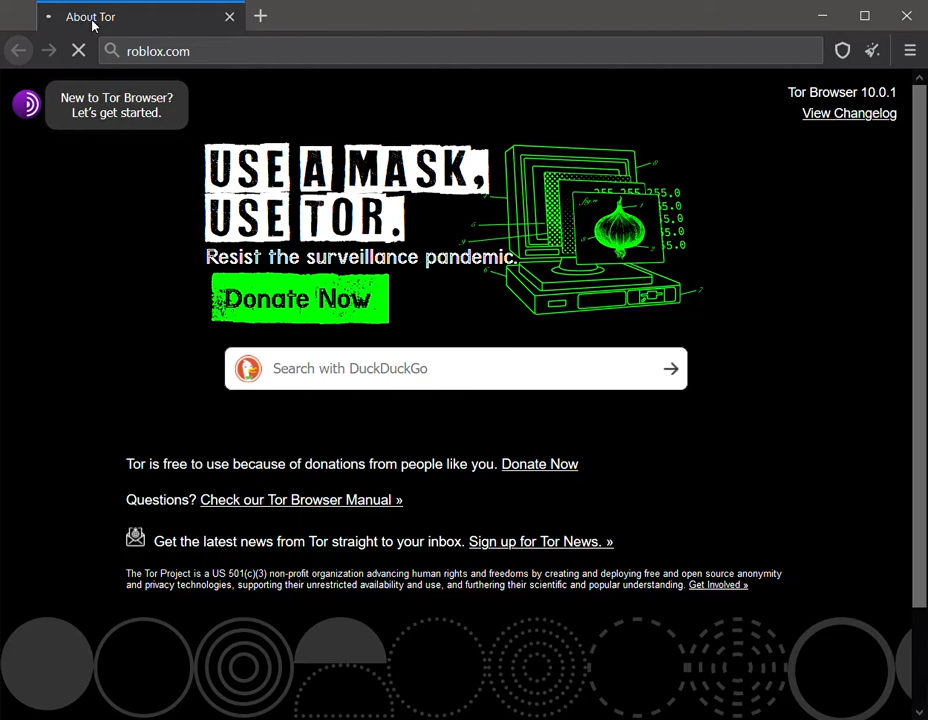 About Tor
roblox.com
New to Tor Browser?
Let's get started.
Tor Browser 10.0.1
View Changelog
USE A MASK,
USE TOR.
Resist the surveillance pandemic.
Donate Now
Search with DuckDuckGo
Tor is free to use because of donations from people like you. Donate Now
Questions? Check our Tor Browser Manual »
Get the latest news from Tor straight to your inbox. Sign up for Tor News. »
The Tor Project is a US 501(c)(3) non-profit organization advancing human rights and freedoms by creating and deploying free and open source anonymity
and privacy technologies, supporting their unrestricted availability and use, and furthering their scientific and popular understanding. Get Involved »